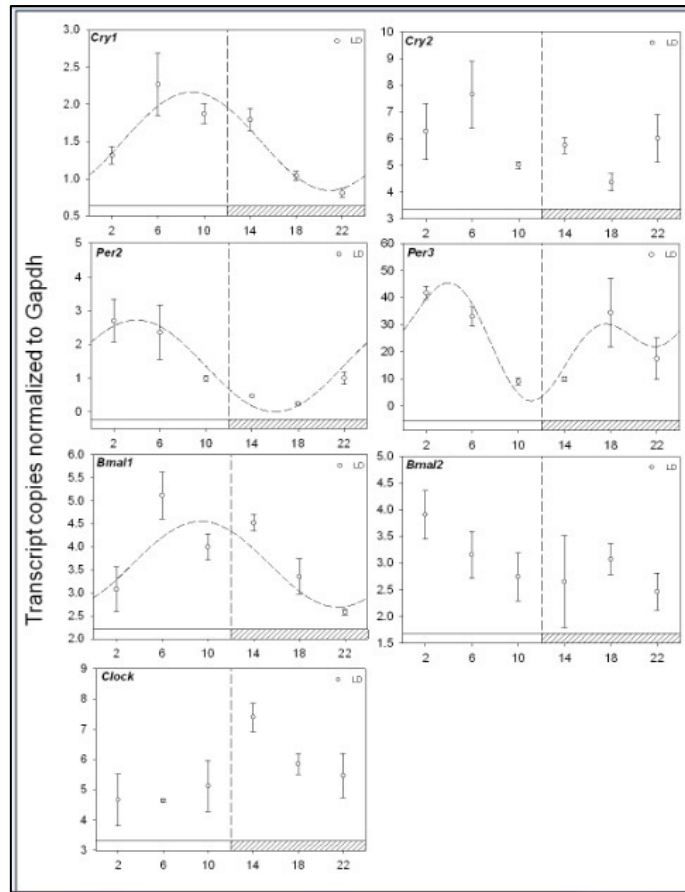 Transcript copies normalized to Gapdh
Cry1
LD
3.0
2.5
2.0
1.5
1.0
0.5
2 6 10 14 18 22
Cry2
LD
10
9
8
7
6
5
4
3
2 6 10 14 18 22
Per2
LD
5
4
3
2
1
0
2 6 10 14 18 22
Per3
LD
60
50
40
30
20
10
0
2 6 10 14 18 22
Bmal1
LD
6.0
5.5
5.0
4.5
4.0
3.5
3.0
2.5
2.0
2 6 10 14 18 22
Bmal2
LD
5.0
4.5
4.0
3.5
3.0
2.5
2.0
1.5
2 6 10 14 18 22
Clock
LD
9
8
7
6
5
4
3
2 6 10 14 18 22